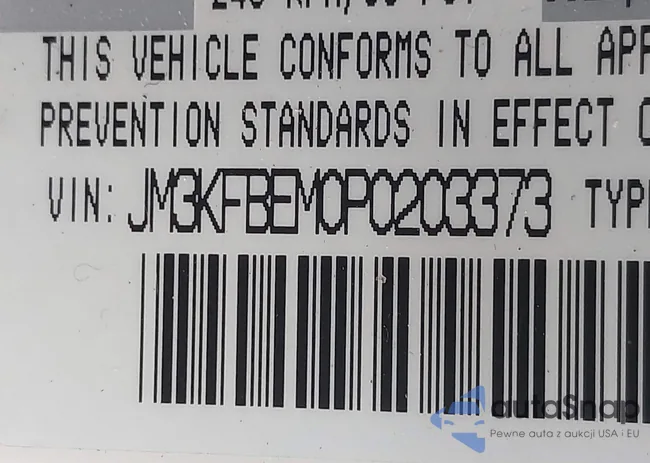 THIS VEHICLE CONFORMS TO ALL APP
PREVENTION STANDARDS IN EFFECT O
VIN: JM3KFBEM0P0203373 TYP
autoSnap
Pewne auta z aukcji USA i EU